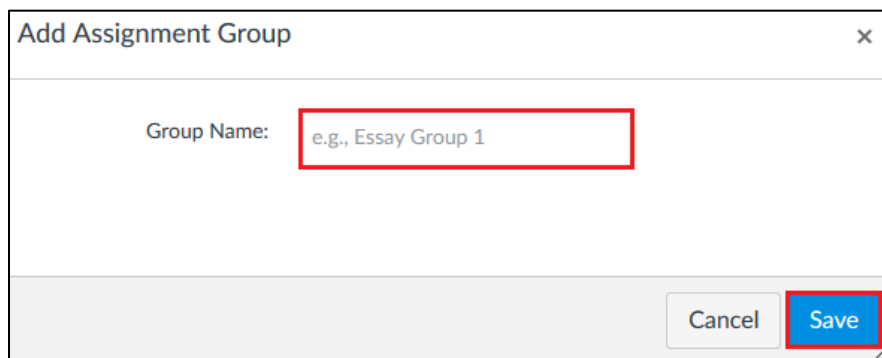 Add Assignment Group ×
Group Name: e.g., Essay Group 1
Cancel Save